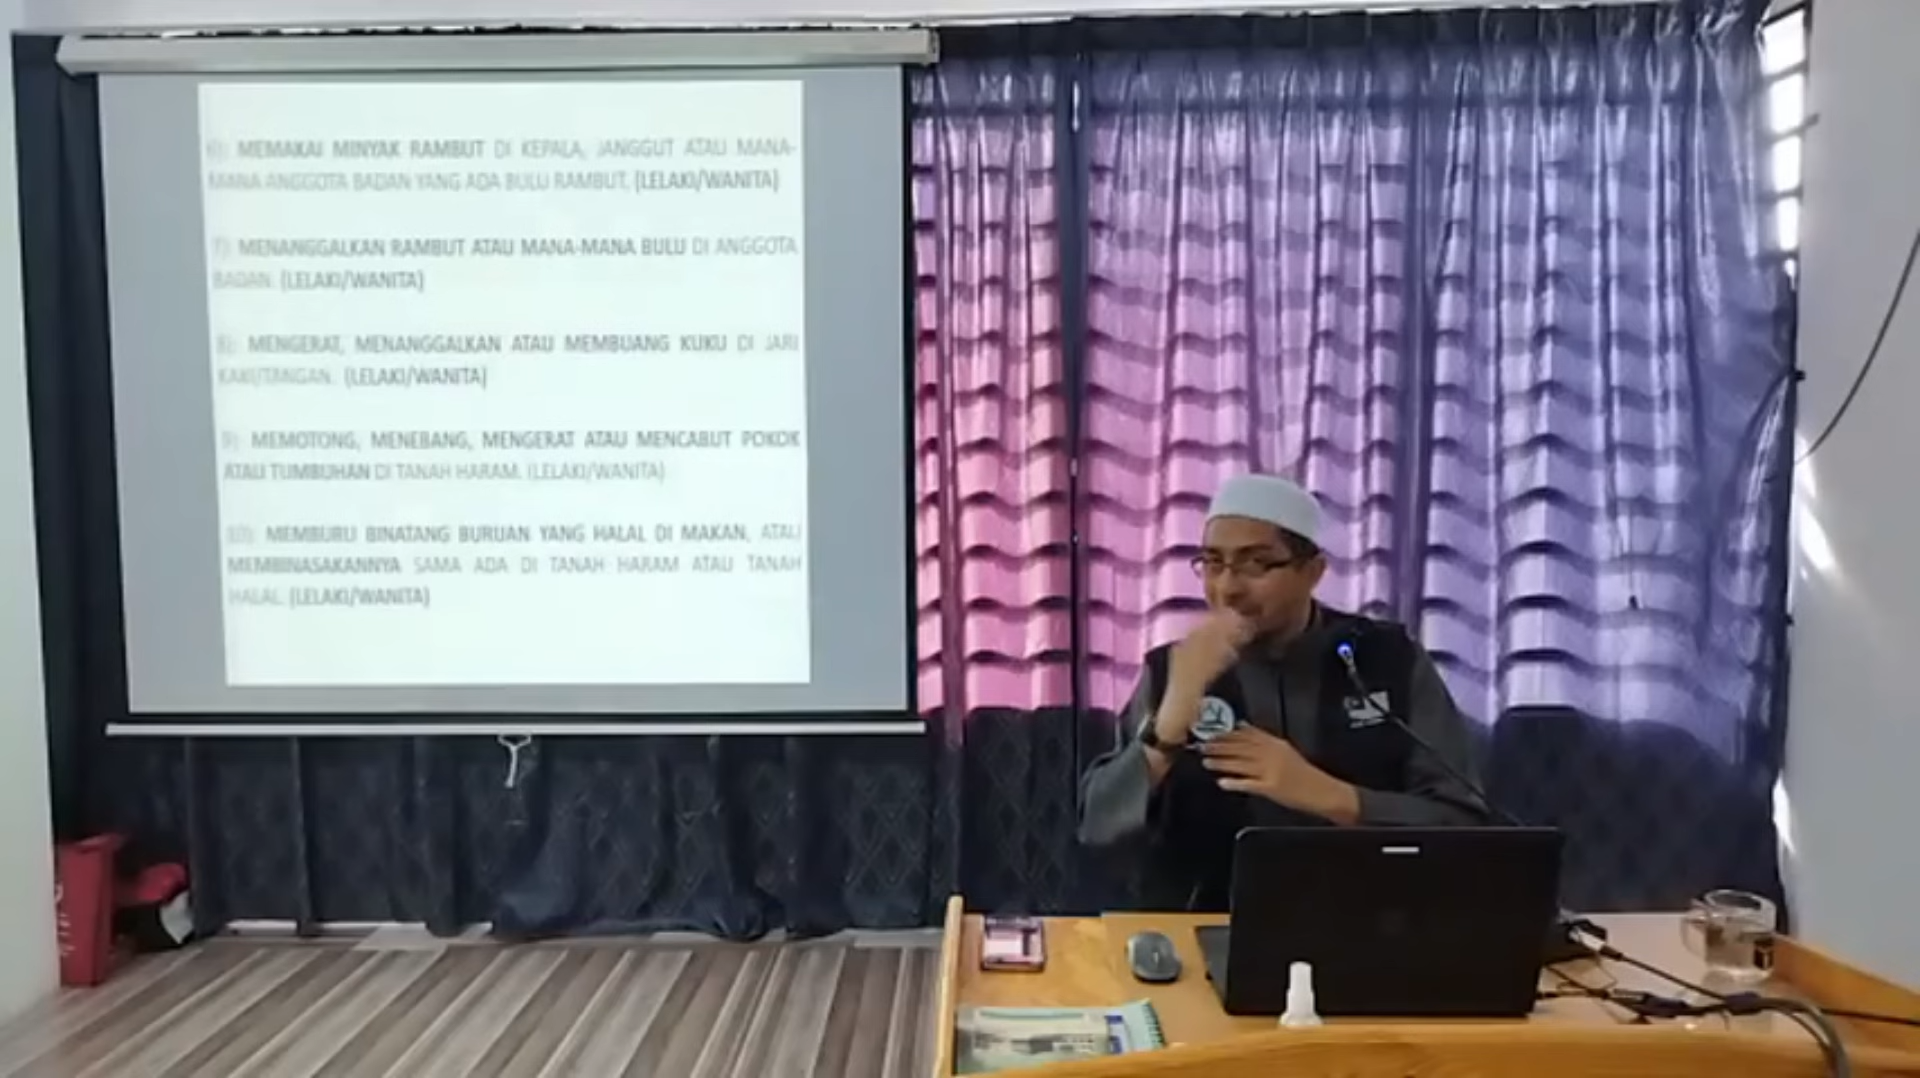 6) MEMAKAI MINYAK RAMBUT DI KEPALA, JANGGUT ATAU MANA-
MANA ANGGOTA BADAN YANG ADA BULU RAMBUT. (LELAKI/WANITA)
7) MENANGGALKAN RAMBUT ATAU MANA-MANA BULU DI ANGGOTA
BADAN. (LELAKI/WANITA)
8) MENGERAT, MENANGGALKAN ATAU MEMBUANG KUKU DI JARI
KAKI/TANGAN. (LELAKI/WANITA)
9) MEMOTONG, MENEBANG, MENGERAT ATAU MENCABUT POKOK
ATAU TUMBUHAN DI TANAH HARAM. (LELAKI/WANITA)
10) MEMBURU BINATANG BURUAN YANG HALAL DI MAKAN, ATAU
MEMBINASAKANNYA SAMA ADA DI TANAH HARAM ATAU TANAH
HALAL. (LELAKI/WANITA)